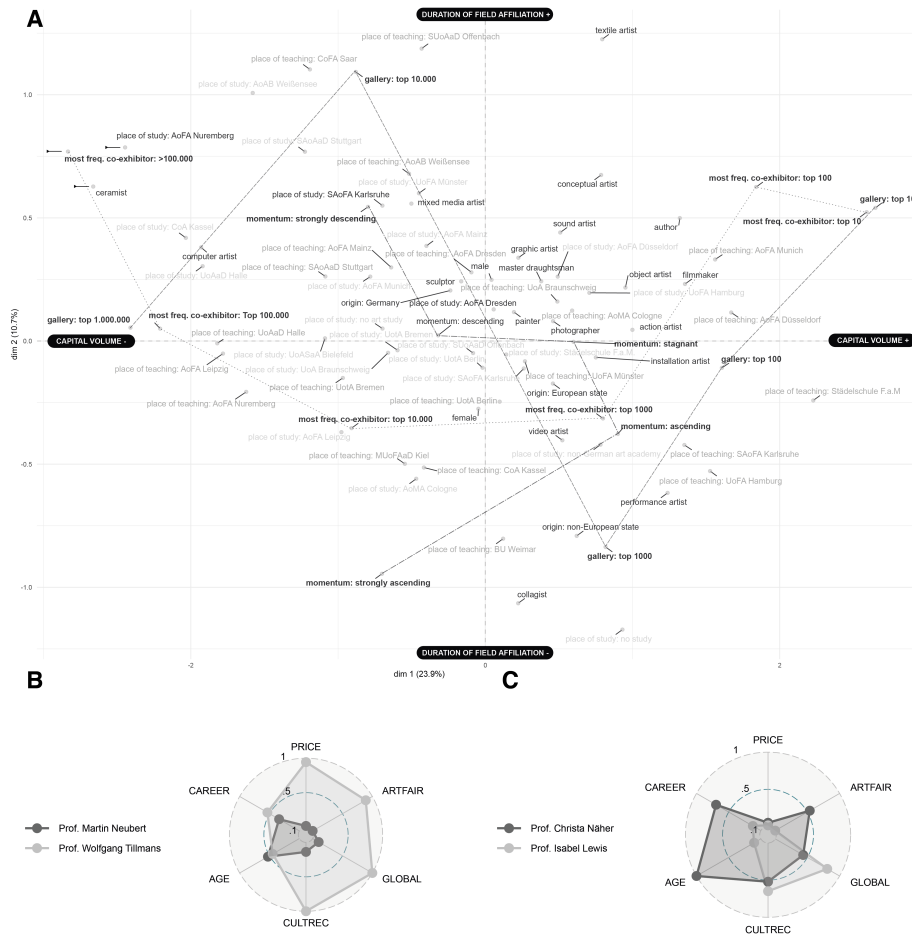 A
DURATION OF FIELD AFFILIATION +
textile artist
place of teaching: SUoAaD Offenbach
place of teaching: CoFA Saar
gallery: top 10.000
place of study: AoAB Weißensee
1.0
place of study: AoFA Nuremberg
place of study: SAoAaD Stuttgart
most freq. co-exhibitor: >100.000
place of teaching: AoAB Weißensee
most freq. co-exhibitor: top 100
place of study: UoFA Münster
conceptual artist
ceramist
place of study: SAoFA Karlsruhe
mixed media artist
gallery: top 10
0.5
momentum: strongly descending
most freq. co-exhibitor: top 10
place of study: CoA Kassel
sound artist
author
place of study: AoFA Mainz
computer artist
place of teaching: AoFA Mainz
place of teaching: AoFA Dresden
graphic artist
place of study: AoFA Düsseldorf
place of teaching: AoFA Munich
place of study: UoaD Halle
place of teaching: SAoAaD Stuttgart
male
master draughtsman
object artist
filmmaker
place of study: AoFA Munich
sculptor
place of teaching: UoA Braunschweig
place of study: UoFA Hamburg
origin: Germany
place of study: AoFA Dresden
gallery: top 1.000.000
most freq. co-exhibitor: Top 100.000
place of study: no art study
momentum: descending
painter
place of teaching: AoMA Cologne
place of teaching: AoFA Düsseldorf
photographer
action artist
place of teaching: UoAaD Halle
place of study: UotA Bremen
0.0
CAPITAL VOLUME -
momentum: stagnant
CAPITAL VOLUME +
dim 2 (10.7%)
place of study: UotA Berlin
place of study: Städelschule F.a.M
installation artist
gallery: top 100
place of teaching: AoFA Leipzig
place of study: UoA Braunschweig
place of study: SAoFA Karlsruhe
place of teaching: UoFA Münster
place of teaching: UotA Bremen
origin: European state
place of teaching: Städelschule F.a.M
place of teaching: AoFA Nuremberg
place of teaching: UotA Berlin
most freq. co-exhibitor: top 10.000
female
most freq. co-exhibitor: top 1000
momentum: ascending
place of study: AoFA Leipzig
video artist
place of teaching: MUoFAaD Kiel
place of study: non-German art academy
place of teaching: SAoFA Karlsruhe
-0.5
place of teaching: CoA Kassel
place of study: AoMA Cologne
place of teaching: UoFA Hamburg
performance artist
origin: non-European state
place of teaching: BU Weimar
gallery: top 1000
momentum: strongly ascending
-1.0
collagist
place of study: no study
DURATION OF FIELD AFFILIATION -
-2
0
2
dim 1 (23.9%)
B
C
PRICE
1
CAREER
.5
ARTFAIR
.1
Prof. Martin Neubert
Prof. Wolfgang Tillmans
AGE
GLOBAL
CULTREC
PRICE
1
CAREER
.5
ARTFAIR
.1
Prof. Christa Näher
Prof. Isabel Lewis
AGE
GLOBAL
CULTREC